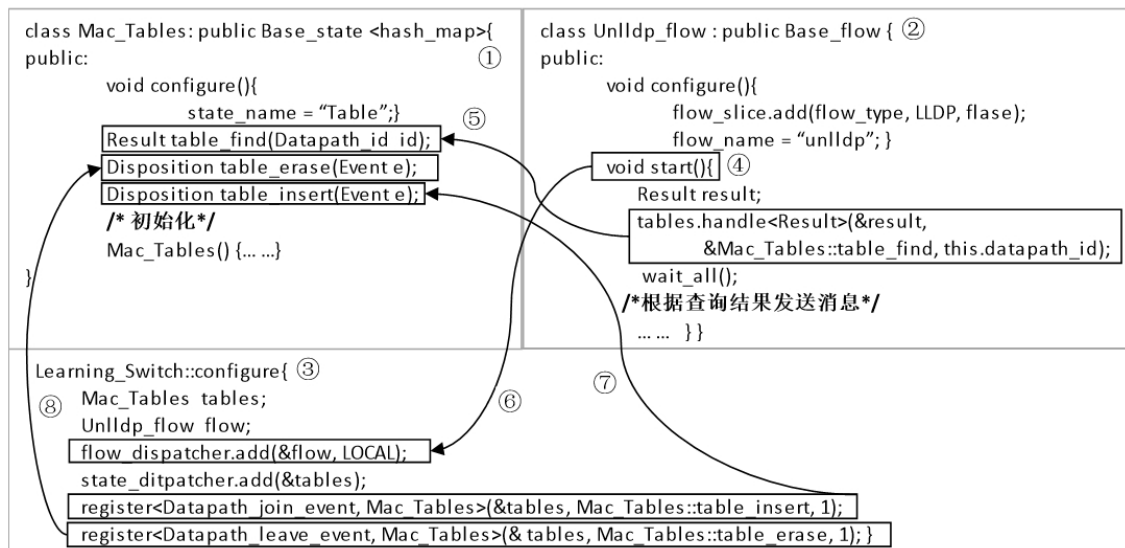 class Mac_Tables: public Base_state <hash_map>{
public:
①
void configure(){
state_name = “Table”;}
Result table_find(Datapath_id id);
⑤
Disposition table_erase(Event e);
Disposition table_insert(Event e);
/* 初始化*/
Mac_Tables() {... ...}
}
class Unlldp_flow : public Base_flow { ②
public:
void configure(){
flow_slice.add(flow_type, LLDP, flase);
flow_name = “unlldp”; }
void start(){ ④
Result result;
tables.handle<Result>(&result,
&Mac_Tables::table_find, this.datapath_id);
wait_all();
/*根据查询结果发送消息*/
... ... } }
Learning_Switch::configure{ ③
⑧
Mac_Tables tables;
⑥
⑦
Unlldp_flow flow;
flow_dispatcher.add(&flow, LOCAL);
state_ditpatcher.add(&tables);
register<Datapath_join_event, Mac_Tables>(&tables, Mac_Tables::table_insert, 1);
register<Datapath_leave_event, Mac_Tables>(& tables, Mac_Tables::table_erase, 1); }